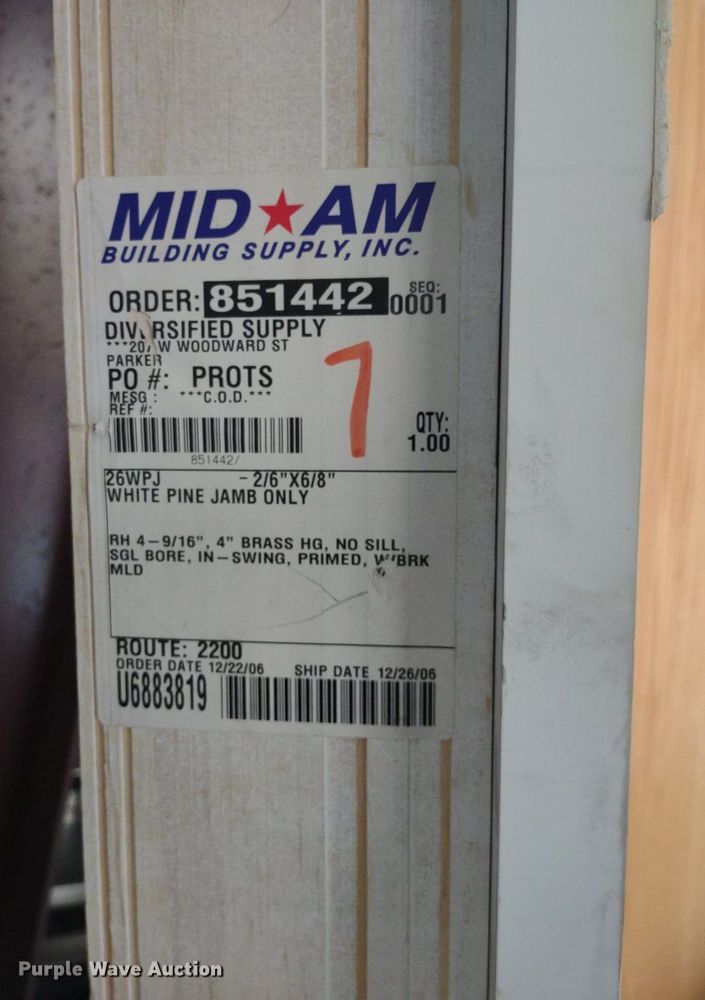 MID★AM
BUILDING SUPPLY, INC.
ORDER: 851442 SEQ: 0001
DIVERSIFIED SUPPLY
***207 W WOODWARD ST
PARKER
PO #: PROTS
MESG : ***C.O.D.***
REF #:
7
QTY:
1.00
851442/
26WPJ - 2/6"X6/8"
WHITE PINE JAMB ONLY
RH 4-9/16", 4" BRASS HG, NO SILL,
SGL BORE, IN-SWING, PRIMED, W/BRK
MLD
ROUTE: 2200
ORDER DATE 12/22/06 SHIP DATE 12/26/06
U6883819
Purple Wave Auction